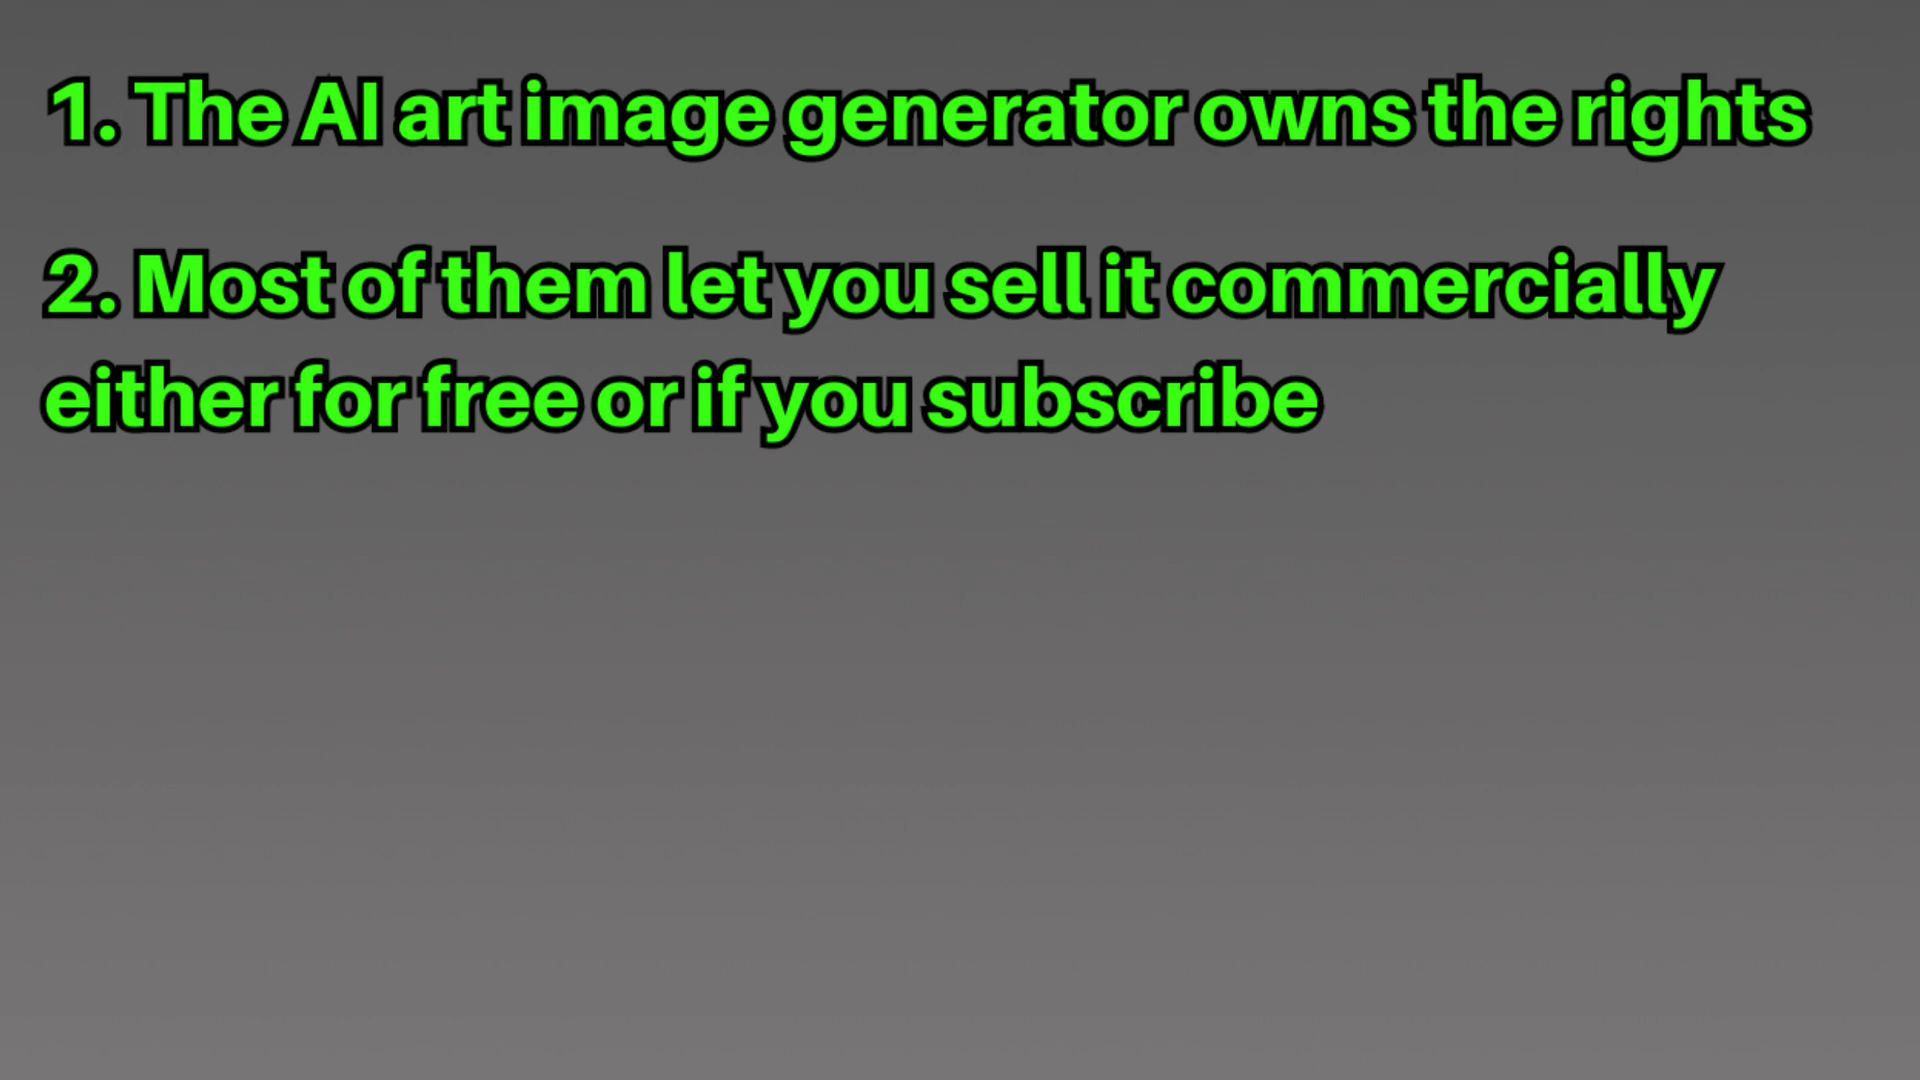 1. The AI art image generator owns the rights
2. Most of them let you sell it commercially
either for free or if you subscribe